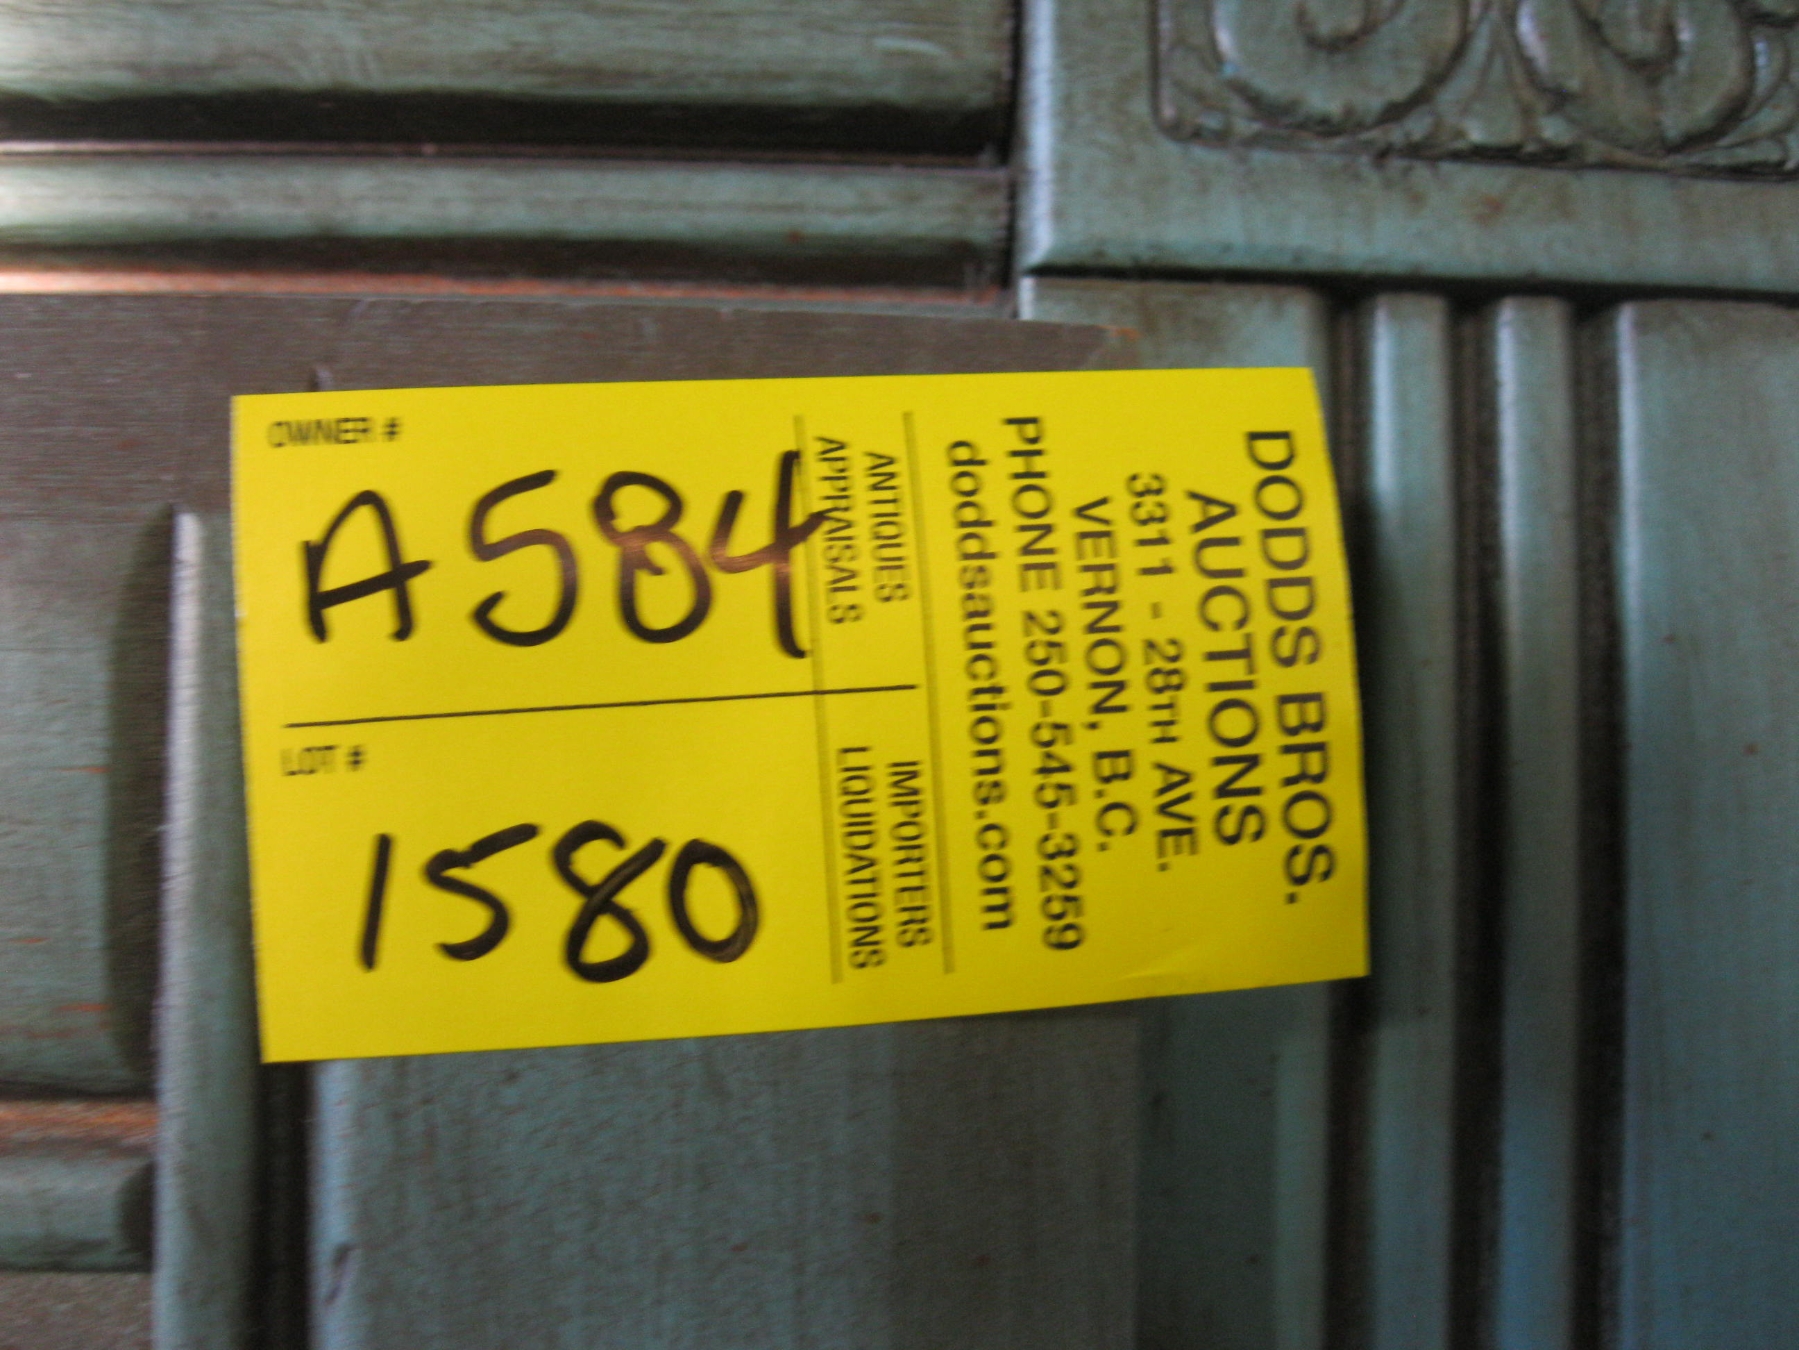 DODDS BROS.
AUCTIONS
3311 - 28TH AVE.
VERNON, B.C.
PHONE 250-545-3259
doddsauctions.com
ANTIQUES
APPRAISALS
IMPORTERS
LIQUIDATIONS
OWNER #
A584
LOT #
1580